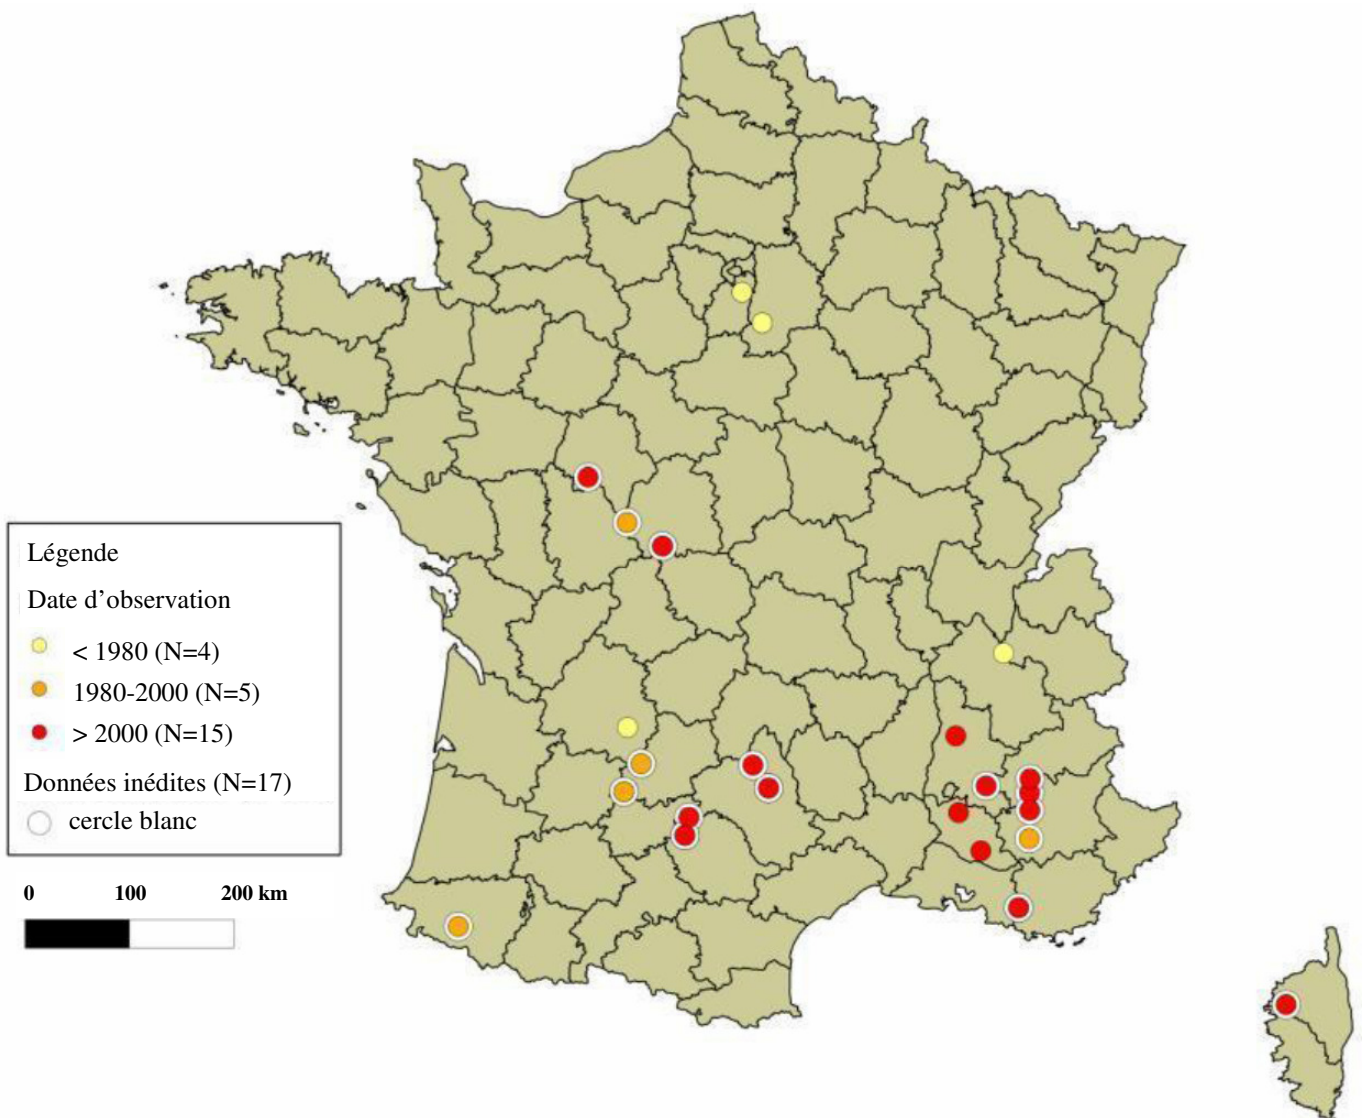 Légende
Date d’observation
< 1980 (N=4)
1980-2000 (N=5)
> 2000 (N=15)
Données inédites (N=17)
cercle blanc
0 100 200 km